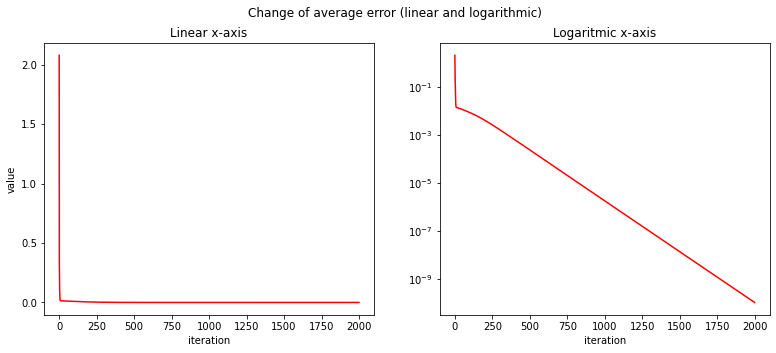 Change of average error (linear and logarithmic)
Linear x-axis
2.0
1.5
1.0
0.5
0.0
value
0 250 500 750 1000 1250 1500 1750 2000
iteration
Logaritmic x-axis
10⁻¹
10⁻³
10⁻⁵
10⁻⁷
10⁻⁹
0 250 500 750 1000 1250 1500 1750 2000
iteration